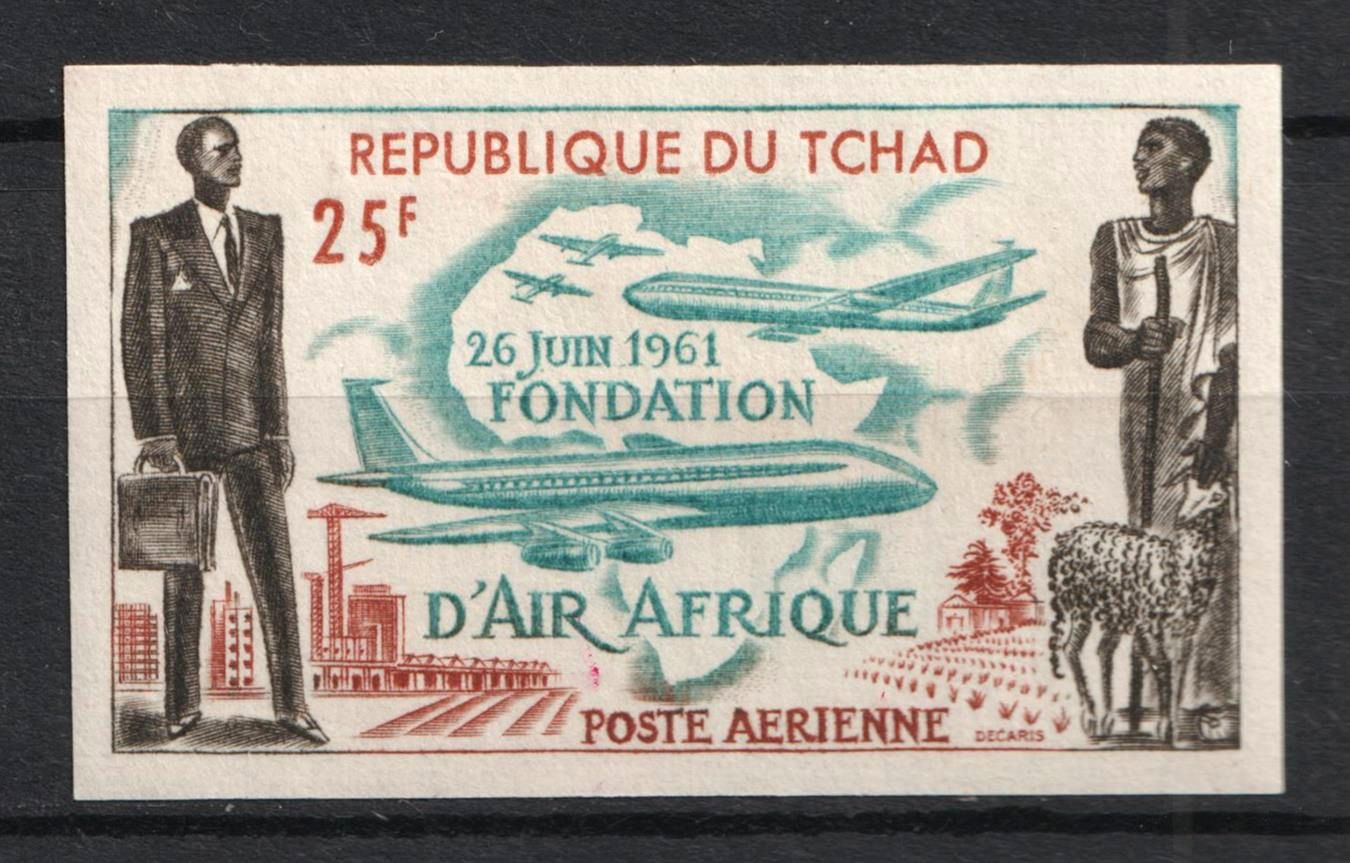 REPUBLIQUE DU TCHAD
25F
26 JUIN 1961
FONDATION
D'AIR AFRIQUE
POSTE AERIENNE
DECARIS